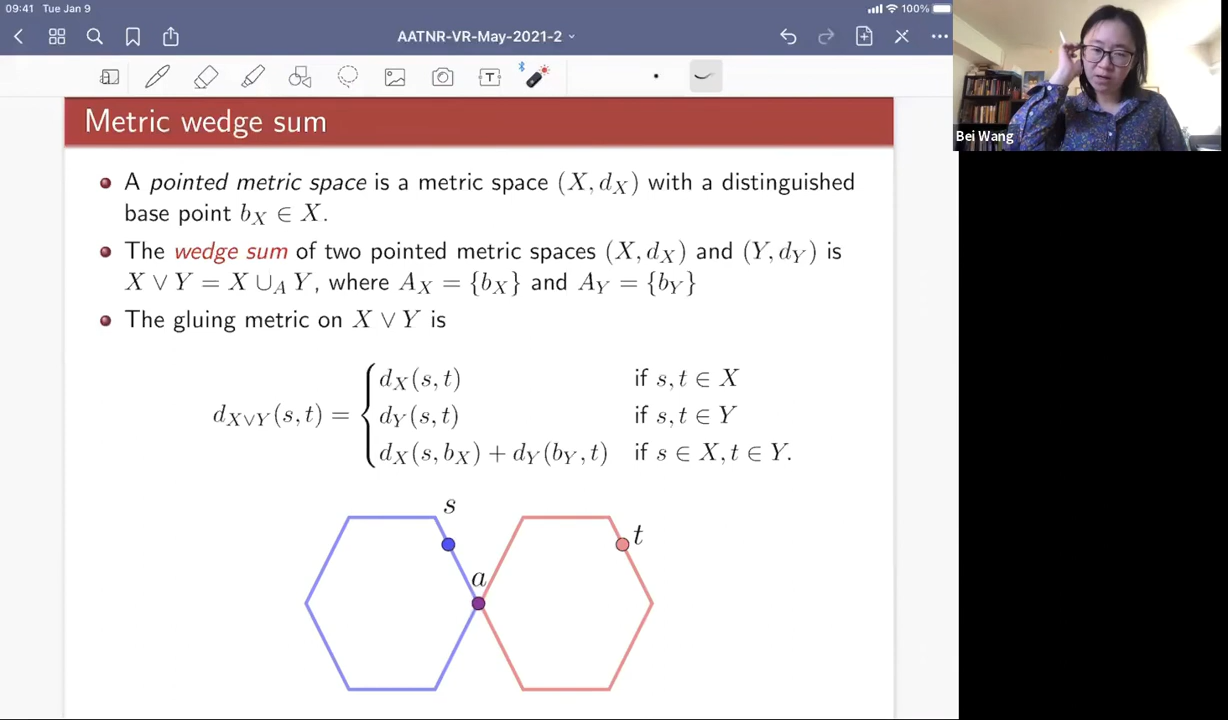 09:41 Tue Jan 9
100%
AATNR-VR-May-2021-2
T
Metric wedge sum
A pointed metric space is a metric space (X, d_X) with a distinguished
base point b_X ∈ X.
The wedge sum of two pointed metric spaces (X, d_X) and (Y, d_Y) is
X ∨ Y = X ∪_A Y, where A_X = {b_X} and A_Y = {b_Y}
The gluing metric on X ∨ Y is
d_X(s, t) if s, t ∈ X
d_{X∨Y}(s, t) = { d_Y(s, t) if s, t ∈ Y
d_X(s, b_X) + d_Y(b_Y, t) if s ∈ X, t ∈ Y.
s
t
a
Bei Wang